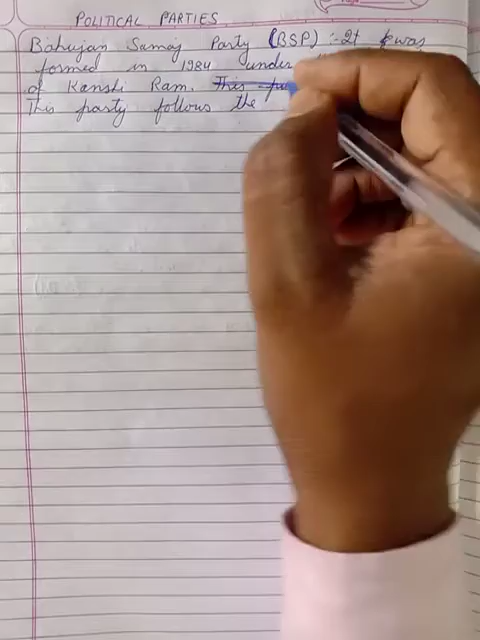 POLITICAL PARTIES
Bahujan Samaj Party (BSP) :- It was
formed in 1984 under
of Kanshi Ram. This
This party follows the